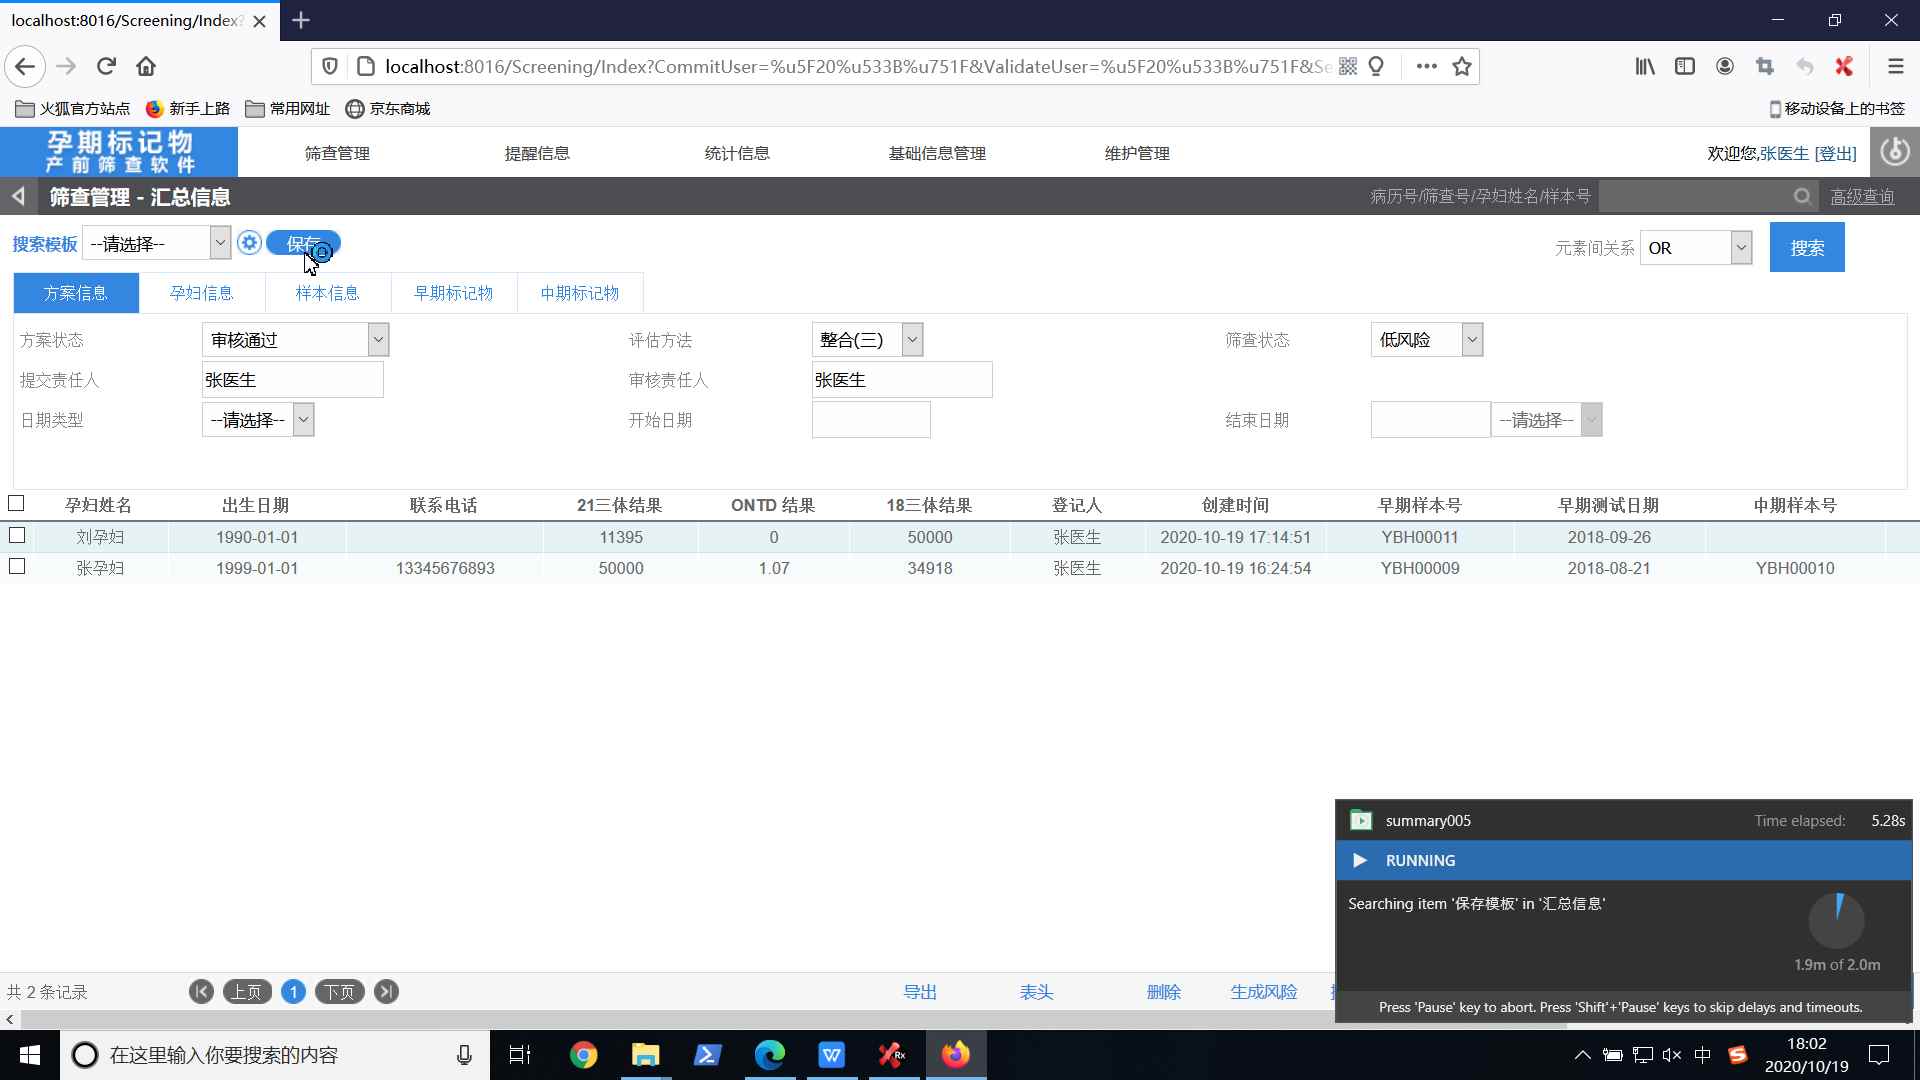 localhost:8016/Screening/Index?
localhost:8016/Screening/Index?CommitUser=%u5F20%u533B%u751F&ValidateUser=%u5F20%u533B%u751F&Se
火狐官方站点 新手上路 常用网址 京东商城 移动设备上的书签
孕期标记物
产前筛查软件
筛查管理 提醒信息 统计信息 基础信息管理 维护管理 欢迎您,张医生 [登出]
筛查管理 - 汇总信息 病历号/筛查号/孕妇姓名/样本号 高级查询
搜索模板 --请选择-- 保存 元素间关系 OR 搜索
方案信息 孕妇信息 样本信息 早期标记物 中期标记物
方案状态 审核通过 评估方法 整合(三) 筛查状态 低风险
提交责任人 张医生 审核责任人 张医生
日期类型 --请选择-- 开始日期 结束日期 --请选择--
孕妇姓名 出生日期 联系电话 21三体结果 ONTD 结果 18三体结果 登记人 创建时间 早期样本号 早期测试日期 中期样本号
刘孕妇 1990-01-01 11395 0 50000 张医生 2020-10-19 17:14:51 YBH00011 2018-09-26
张孕妇 1999-01-01 13345676893 50000 1.07 34918 张医生 2020-10-19 16:24:54 YBH00009 2018-08-21 YBH00010
summary005 Time elapsed: 5.28s
RUNNING
Searching item '保存模板' in '汇总信息'
1.9m of 2.0m
Press 'Pause' key to abort. Press 'Shift'+'Pause' keys to skip delays and timeouts.
共 2 条记录 上页 1 下页 导出 表头 删除 生成风险
在这里输入你要搜索的内容 中 18:02
2020/10/19